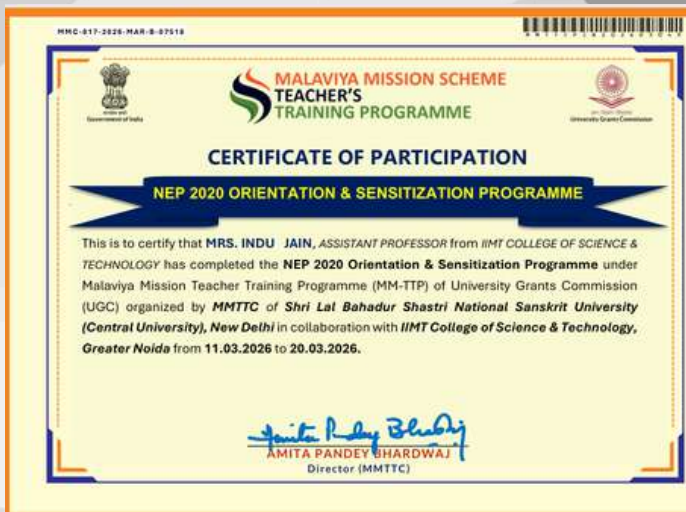 MMC-017-2026-MAR-B-07518
Government of India
MALAVIYA MISSION SCHEME
TEACHER'S
TRAINING PROGRAMME
University Grants Commission
CERTIFICATE OF PARTICIPATION
NEP 2020 ORIENTATION & SENSITIZATION PROGRAMME
This is to certify that MRS. INDU JAIN, ASSISTANT PROFESSOR from IIMT COLLEGE OF SCIENCE &
TECHNOLOGY has completed the NEP 2020 Orientation & Sensitization Programme under
Malaviya Mission Teacher Training Programme (MM-TTP) of University Grants Commission
(UGC) organized by MMTTC of Shri Lal Bahadur Shastri National Sanskrit University
(Central University), New Delhi in collaboration with IIMT College of Science & Technology,
Greater Noida from 11.03.2026 to 20.03.2026.
AMITA PANDEY BHARDWAJ
Director (MMTTC)